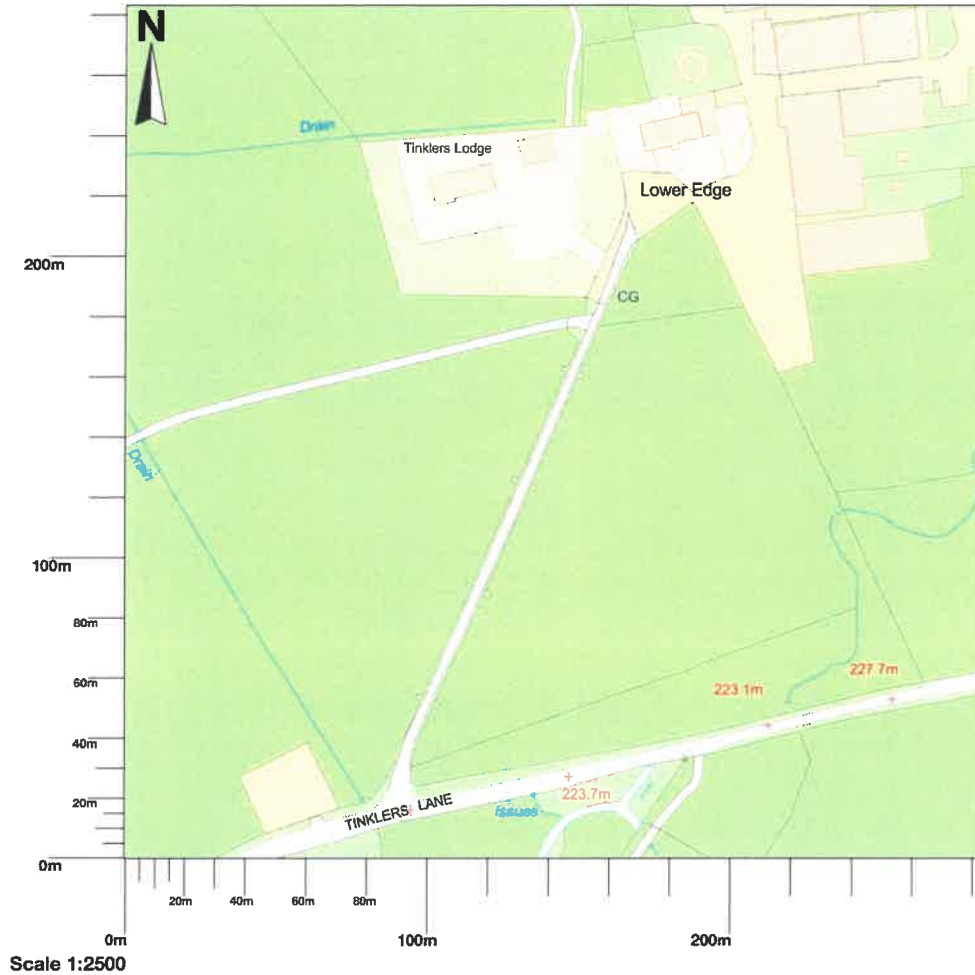 N
Drain
Tinklers Lodge
Lower Edge
200m
CG
Drain
100m
80m
60m
227.7m
223.1m
40m
223.7m
20m
TINKLERS LANE
Issues
0m
20m
40m
60m
80m
0m
100m
200m
Scale 1:2500